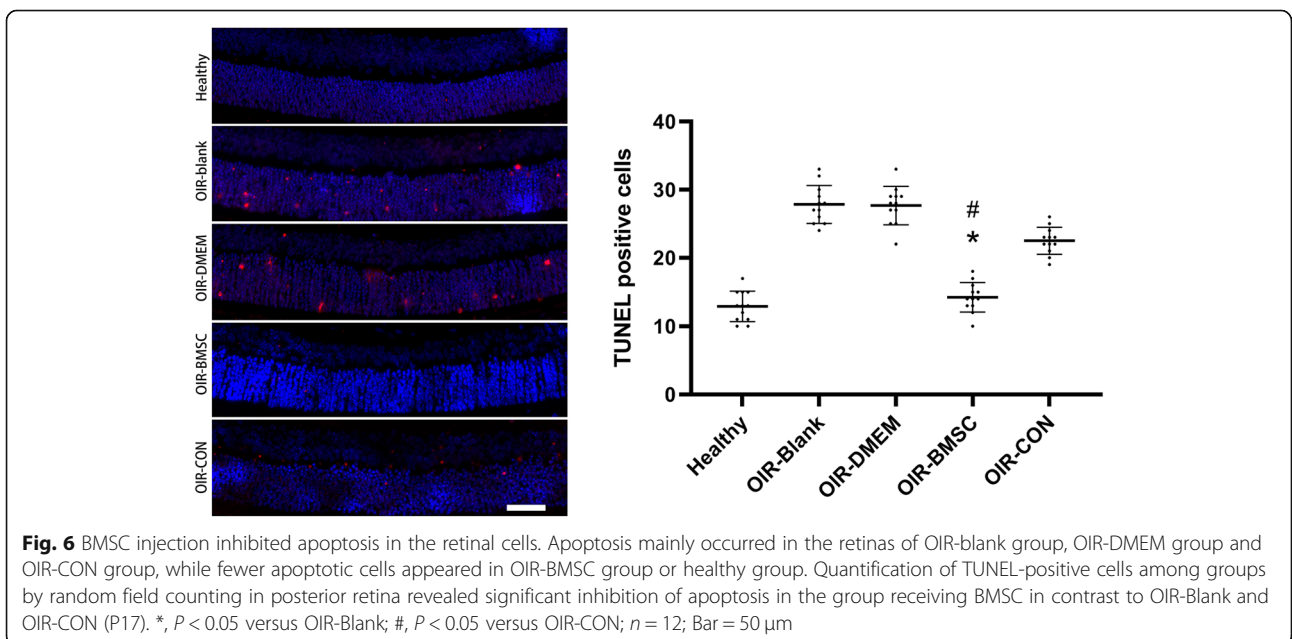 Healthy
OIR-blank
OIR-DMEM
OIR-BMSC
OIR-CON
TUNEL positive cells
40
30
20
10
0
#
*
Healthy
OIR-Blank
OIR-DMEM
OIR-BMSC
OIR-CON
Fig. 6 BMSC injection inhibited apoptosis in the retinal cells. Apoptosis mainly occurred in the retinas of OIR-blank group, OIR-DMEM group and
OIR-CON group, while fewer apoptotic cells appeared in OIR-BMSC group or healthy group. Quantification of TUNEL-positive cells among groups
by random field counting in posterior retina revealed significant inhibition of apoptosis in the group receiving BMSC in contrast to OIR-Blank and
OIR-CON (P17). *, P < 0.05 versus OIR-Blank; #, P < 0.05 versus OIR-CON; n = 12; Bar = 50 μm